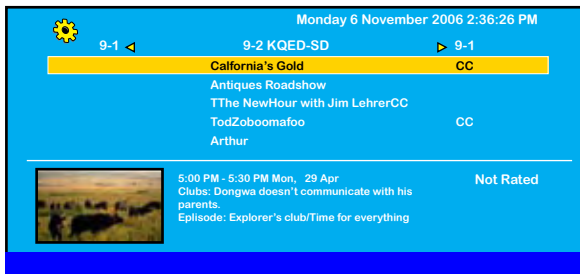 Monday 6 November 2006 2:36:26 PM
9-1 9-2 KQED-SD 9-1
Calfornia's Gold CC
Antiques Roadshow
TThe NewHour with Jim LehrerCC
TodZoboomafoo CC
Arthur
5:00 PM - 5:30 PM Mon, 29 Apr Not Rated
Clubs: Dongwa doesn't communicate with his
parents.
Eplisode: Explorer's club/Time for everything